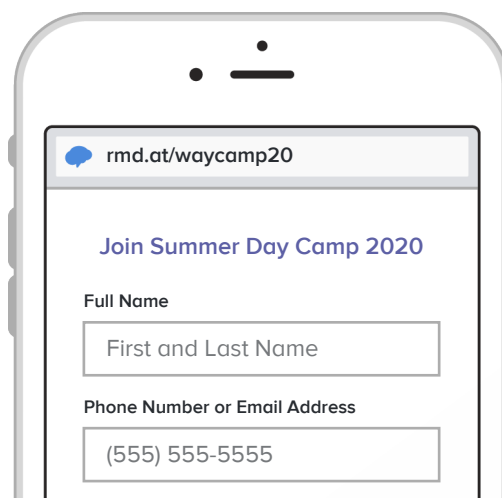 rmd.at/waycamp20
Join Summer Day Camp 2020
Full Name
First and Last Name
Phone Number or Email Address
(555) 555-5555